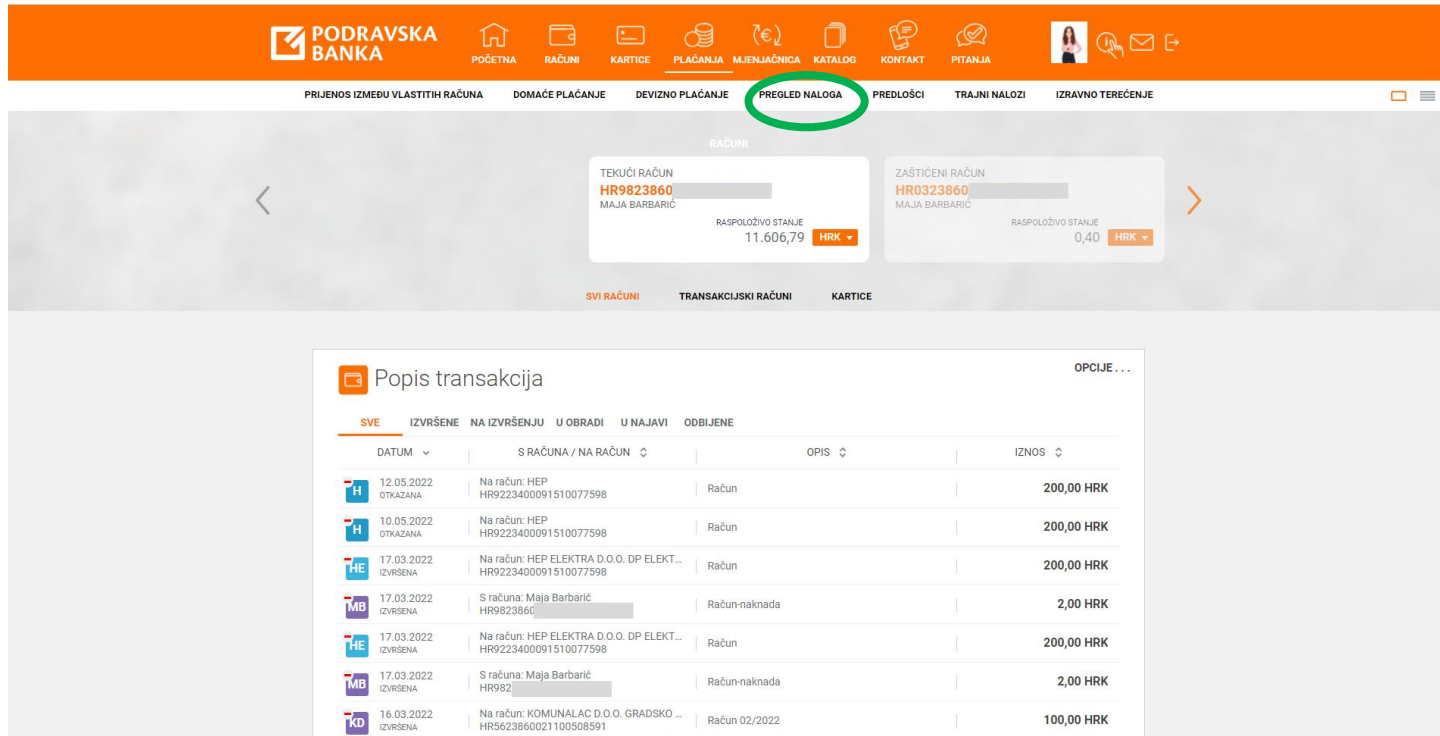 PODRAVSKA
BANKA
POČETNA RAČUNI KARTICE PLAĆANJA MJENJAČNICA KATALOG KONTAKT PITANJA
PRIJENOS IZMEĐU VLASTITIH RAČUNA DOMAĆE PLAĆANJE DEVIZNO PLAĆANJE PREGLED NALOGA PREDLOŠCI TRAJNI NALOZI IZRAVNO TEREĆENJE
RAČUNI
TEKUĆI RAČUN
HR9823860
MAJA BARBARIĆ
RASPOLOŽIVO STANJE
11.606,79 HRK
ZAŠTIĆENI RAČUN
HR0323860
MAJA BARBARIĆ
RASPOLOŽIVO STANJE
0,40 HRK
SVI RAČUNI TRANSAKCIJSKI RAČUNI KARTICE
Popis transakcija
OPCIJE . . .
SVE IZVRŠENE NA IZVRŠENJU U OBRADI U NAJAVI ODBIJENE
DATUM S RAČUNA / NA RAČUN OPIS IZNOS
H 12.05.2022 Na račun: HEP Račun 200,00 HRK
OTKAZANA HR9223400091510077598
H 10.05.2022 Na račun: HEP Račun 200,00 HRK
OTKAZANA HR9223400091510077598
HE 17.03.2022 Na račun: HEP ELEKTRA D.O.O. DP ELEKT... Račun 200,00 HRK
IZVRŠENA HR9223400091510077598
MB 17.03.2022 S računa: Maja Barbarić Račun-naknada 2,00 HRK
IZVRŠENA HR9823860
HE 17.03.2022 Na račun: HEP ELEKTRA D.O.O. DP ELEKT... Račun 200,00 HRK
IZVRŠENA HR9223400091510077598
MB 17.03.2022 S računa: Maja Barbarić Račun-naknada 2,00 HRK
IZVRŠENA HR982
KD 16.03.2022 Na račun: KOMUNALAC D.O.O. GRADSKO ... Račun 02/2022 100,00 HRK
IZVRŠENA HR5623860021100508591